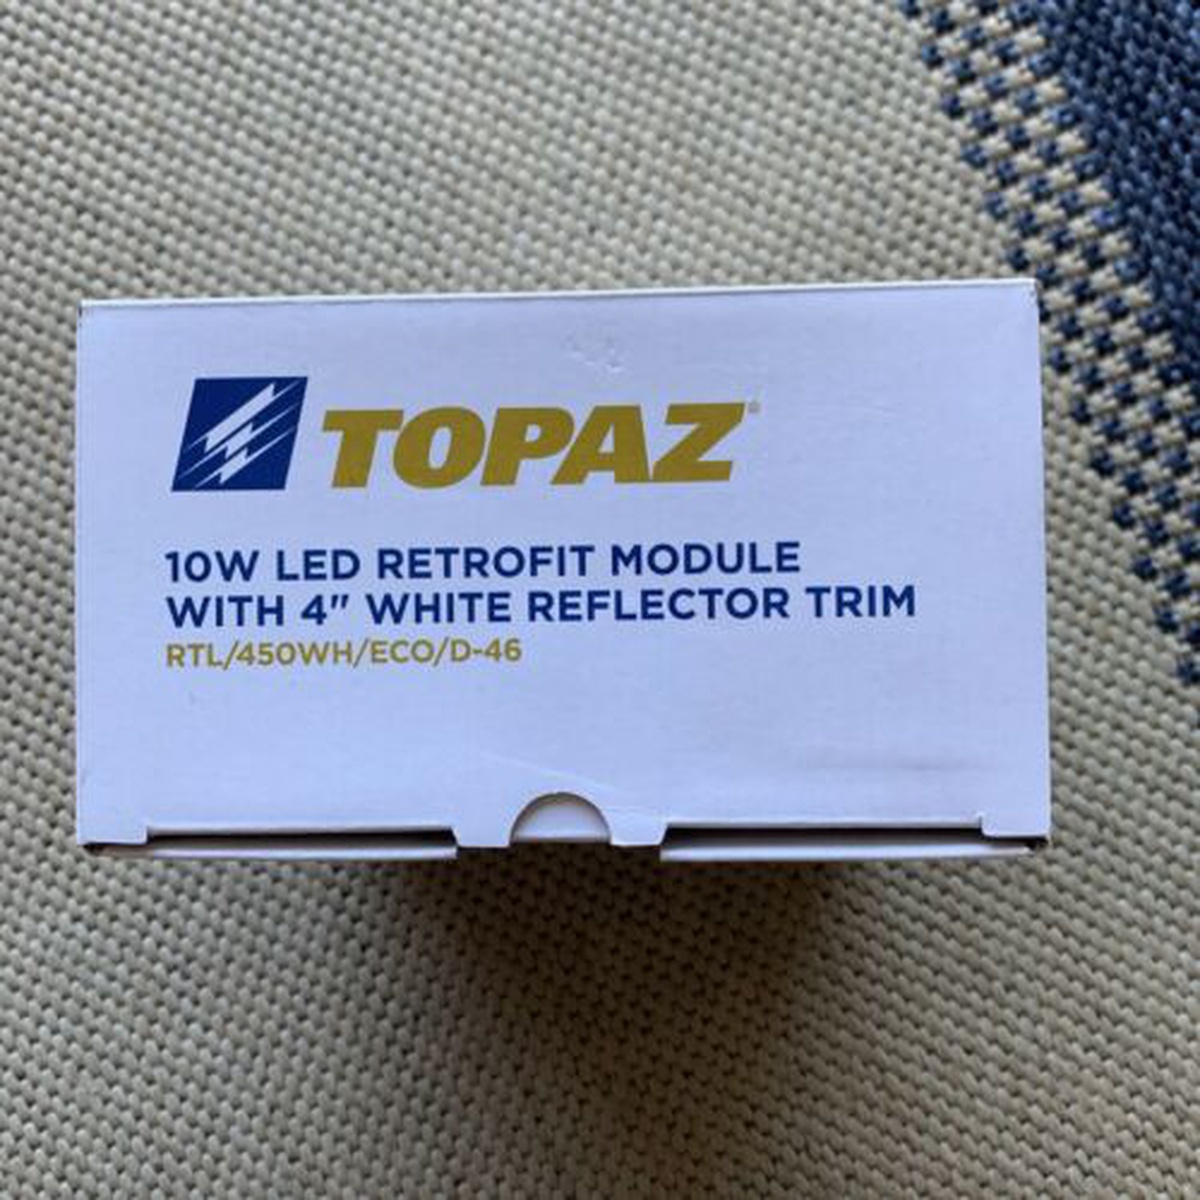 TOPAZ®
10W LED RETROFIT MODULE
WITH 4" WHITE REFLECTOR TRIM
RTL/450WH/ECO/D-46